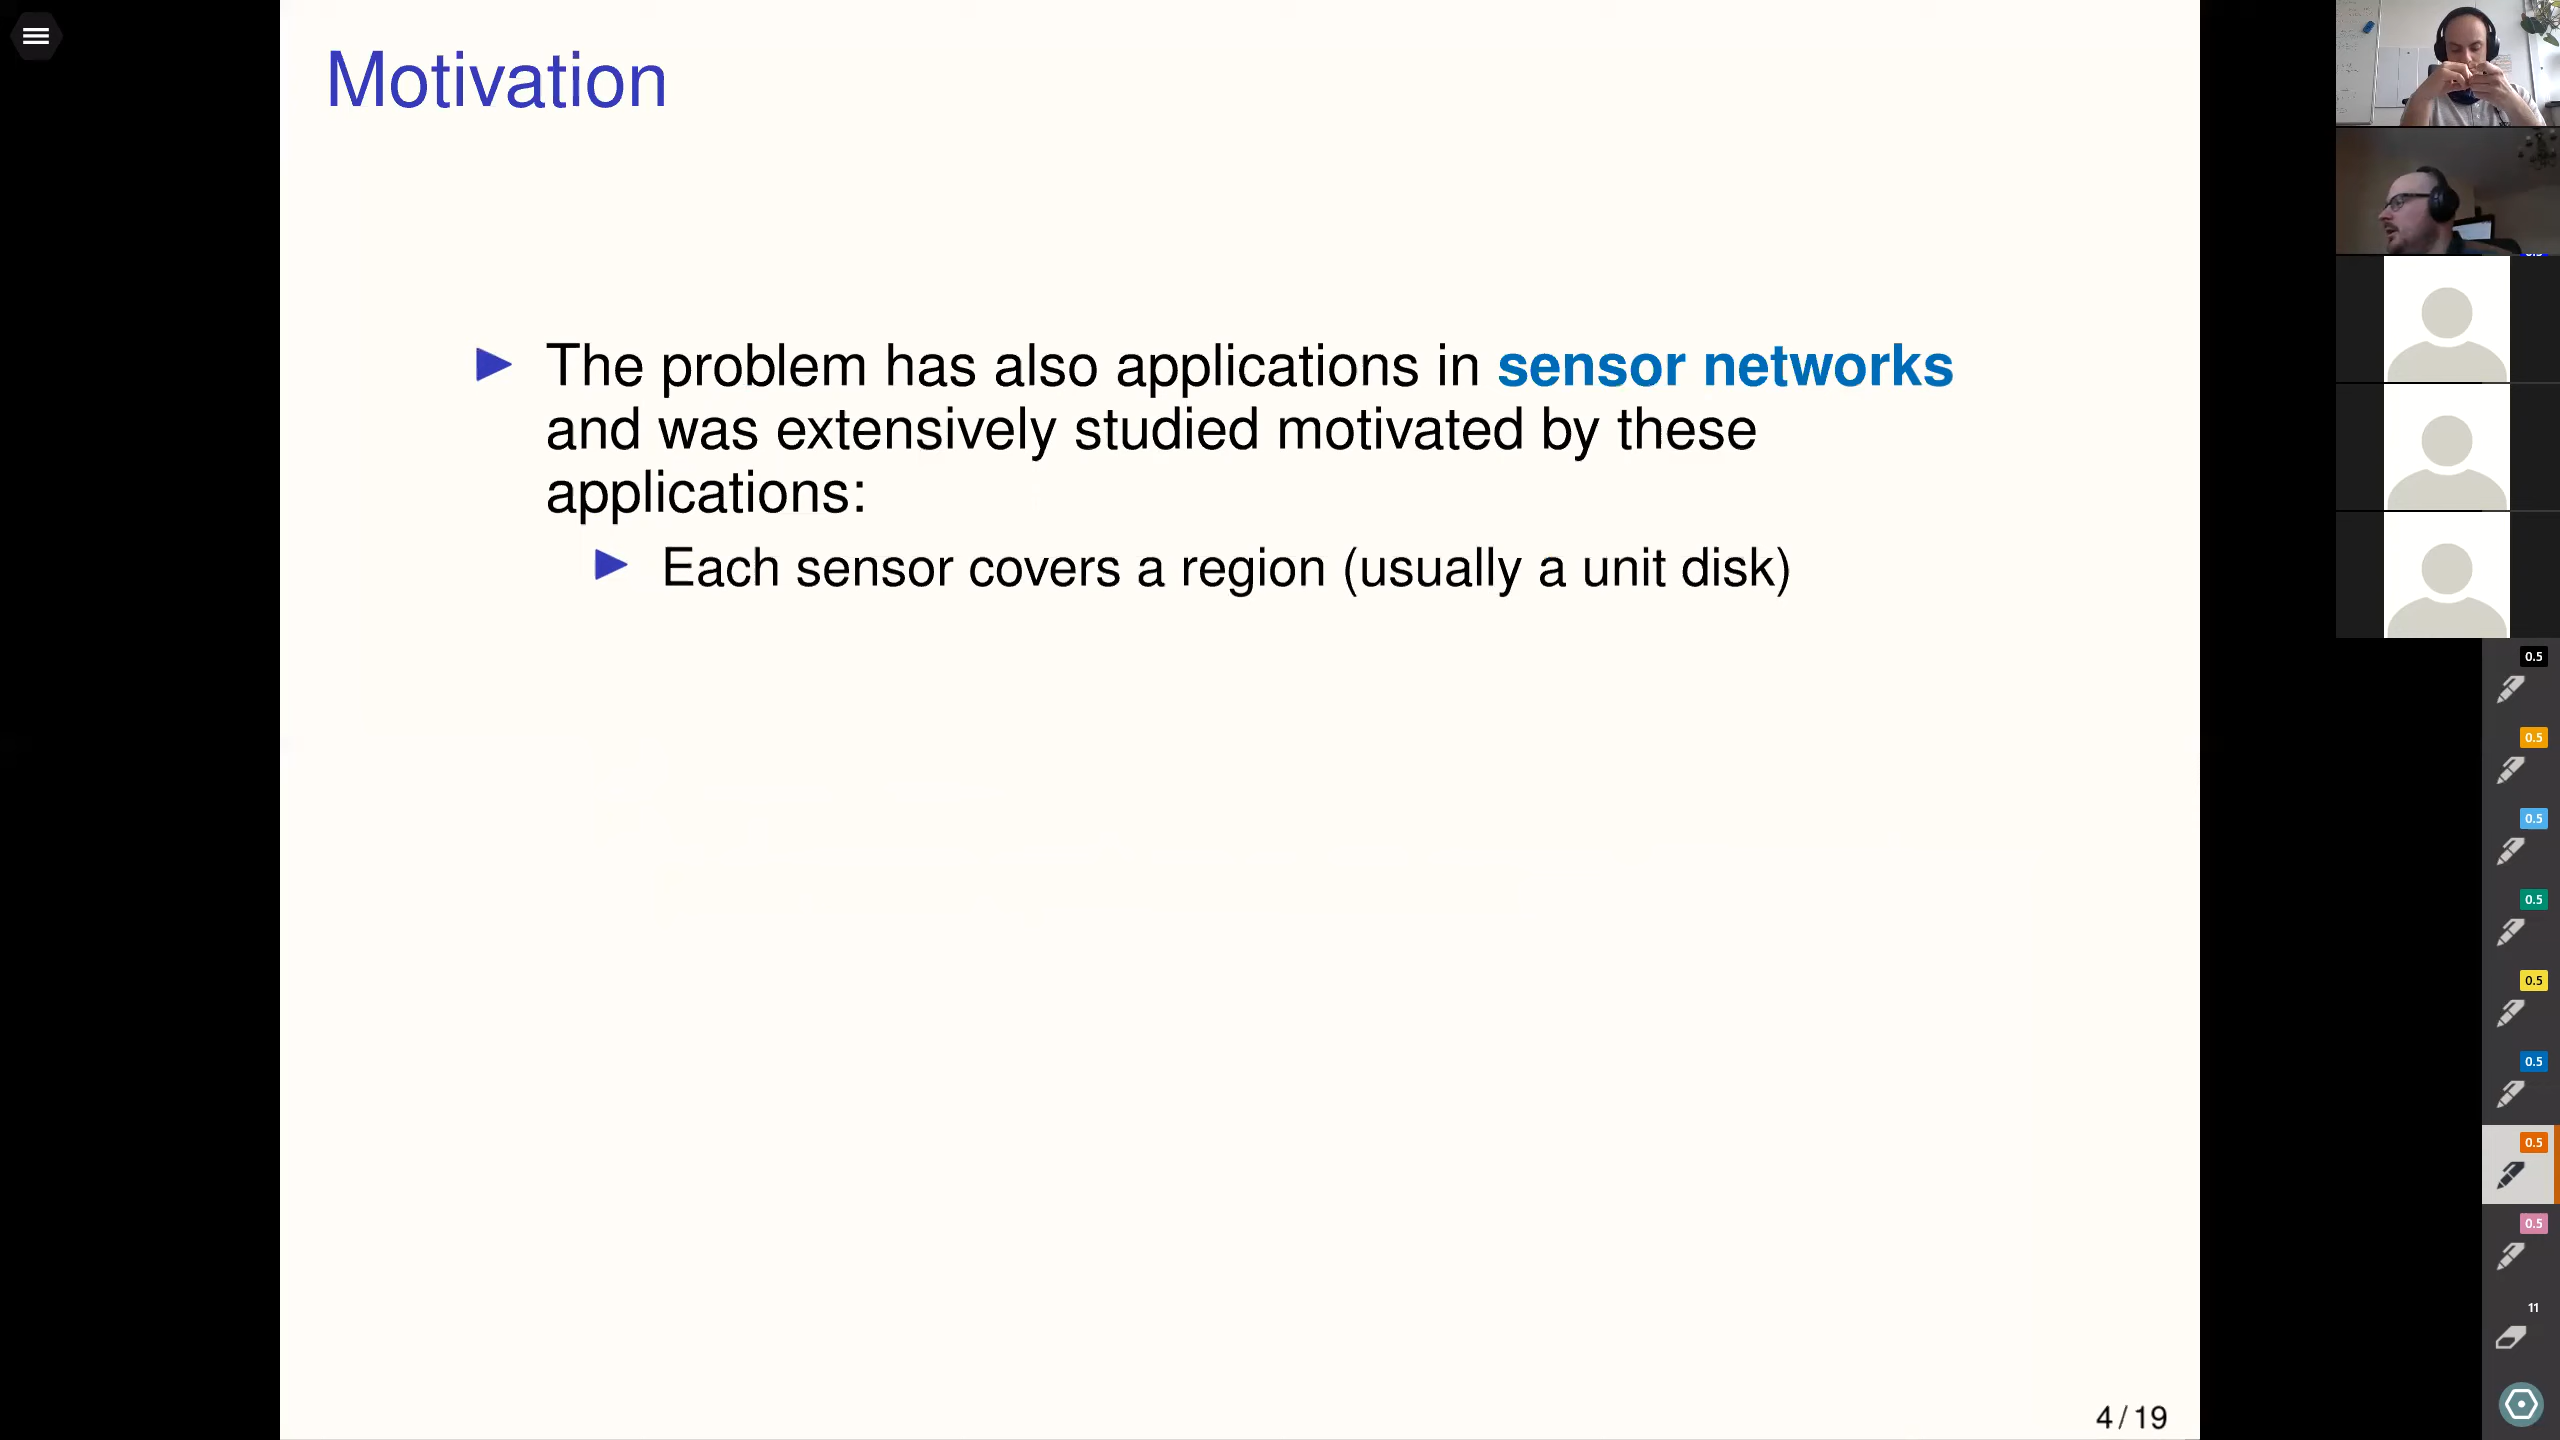 Motivation
The problem has also applications in sensor networks
and was extensively studied motivated by these
applications:
Each sensor covers a region (usually a unit disk)
0.5
0.5
0.5
0.5
0.5
0.5
0.5
0.5
11
4 / 19